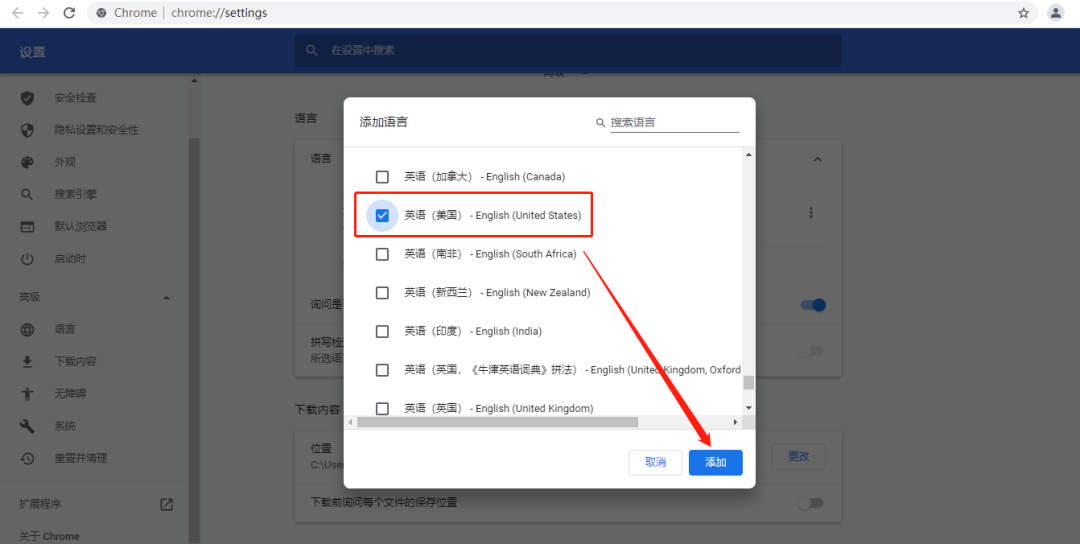 Chrome | chrome://settings
设置
在设置中搜索
安全检查
隐私设置和安全性
外观
搜索引擎
默认浏览器
启动时
高级
语言
下载内容
无障碍
系统
重置并清理
扩展程序
关于 Chrome
语言
语言
询问是
拼写检
所选语
下载内容
位置
C:\User
更改
下载前询问每个文件的保存位置
添加语言
搜索语言
英语（加拿大） - English (Canada)
英语（美国） - English (United States)
英语（南非） - English (South Africa)
英语（新西兰） - English (New Zealand)
英语（印度） - English (India)
英语（英国，《牛津英语词典》拼法） - English (United Kingdom, Oxford
英语（英国） - English (United Kingdom)
取消
添加